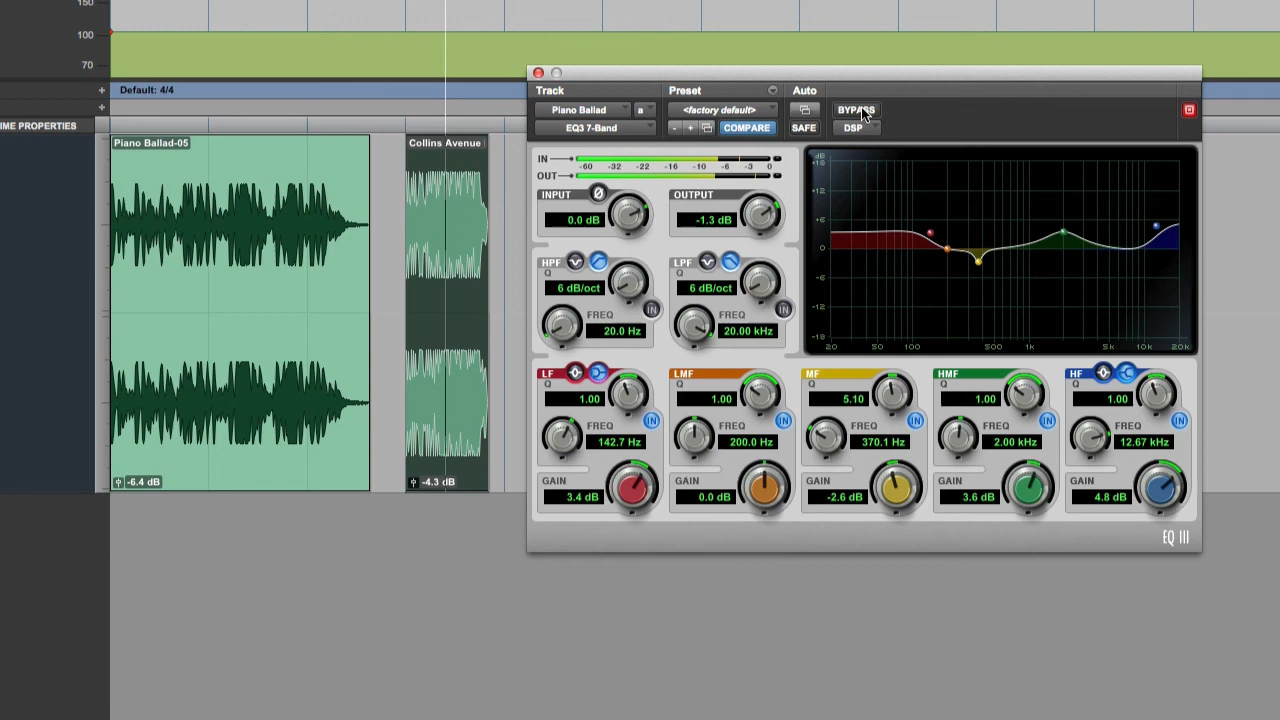 150
100
70
Default: 4/4
IME PROPERTIES
Piano Ballad-05
Collins Avenue
-6.4 dB
-4.3 dB
Track
Preset
Auto
Piano Ballad
a
<factory default>
BYPASS
EQ3 7-Band
- +
COMPARE
SAFE
DSP
IN
-60 -32 -22 -16 -10 -6 -3 0
OUT
INPUT
0.0 dB
OUTPUT
-1.3 dB
HPF
Q
6 dB/oct
IN
FREQ
20.0 Hz
LPF
Q
6 dB/oct
IN
FREQ
20.00 kHz
dB
+18
+12
+6
0
-6
-12
-18
20 50 100 500 1k 5k 10k 20k
LF
Q
1.00
IN
FREQ
142.7 Hz
GAIN
3.4 dB
LMF
Q
1.00
IN
FREQ
200.0 Hz
GAIN
0.0 dB
MF
Q
5.10
IN
FREQ
370.1 Hz
GAIN
-2.6 dB
HMF
Q
1.00
IN
FREQ
2.00 kHz
GAIN
3.6 dB
HF
Q
1.00
IN
FREQ
12.67 kHz
GAIN
4.8 dB
EQ III